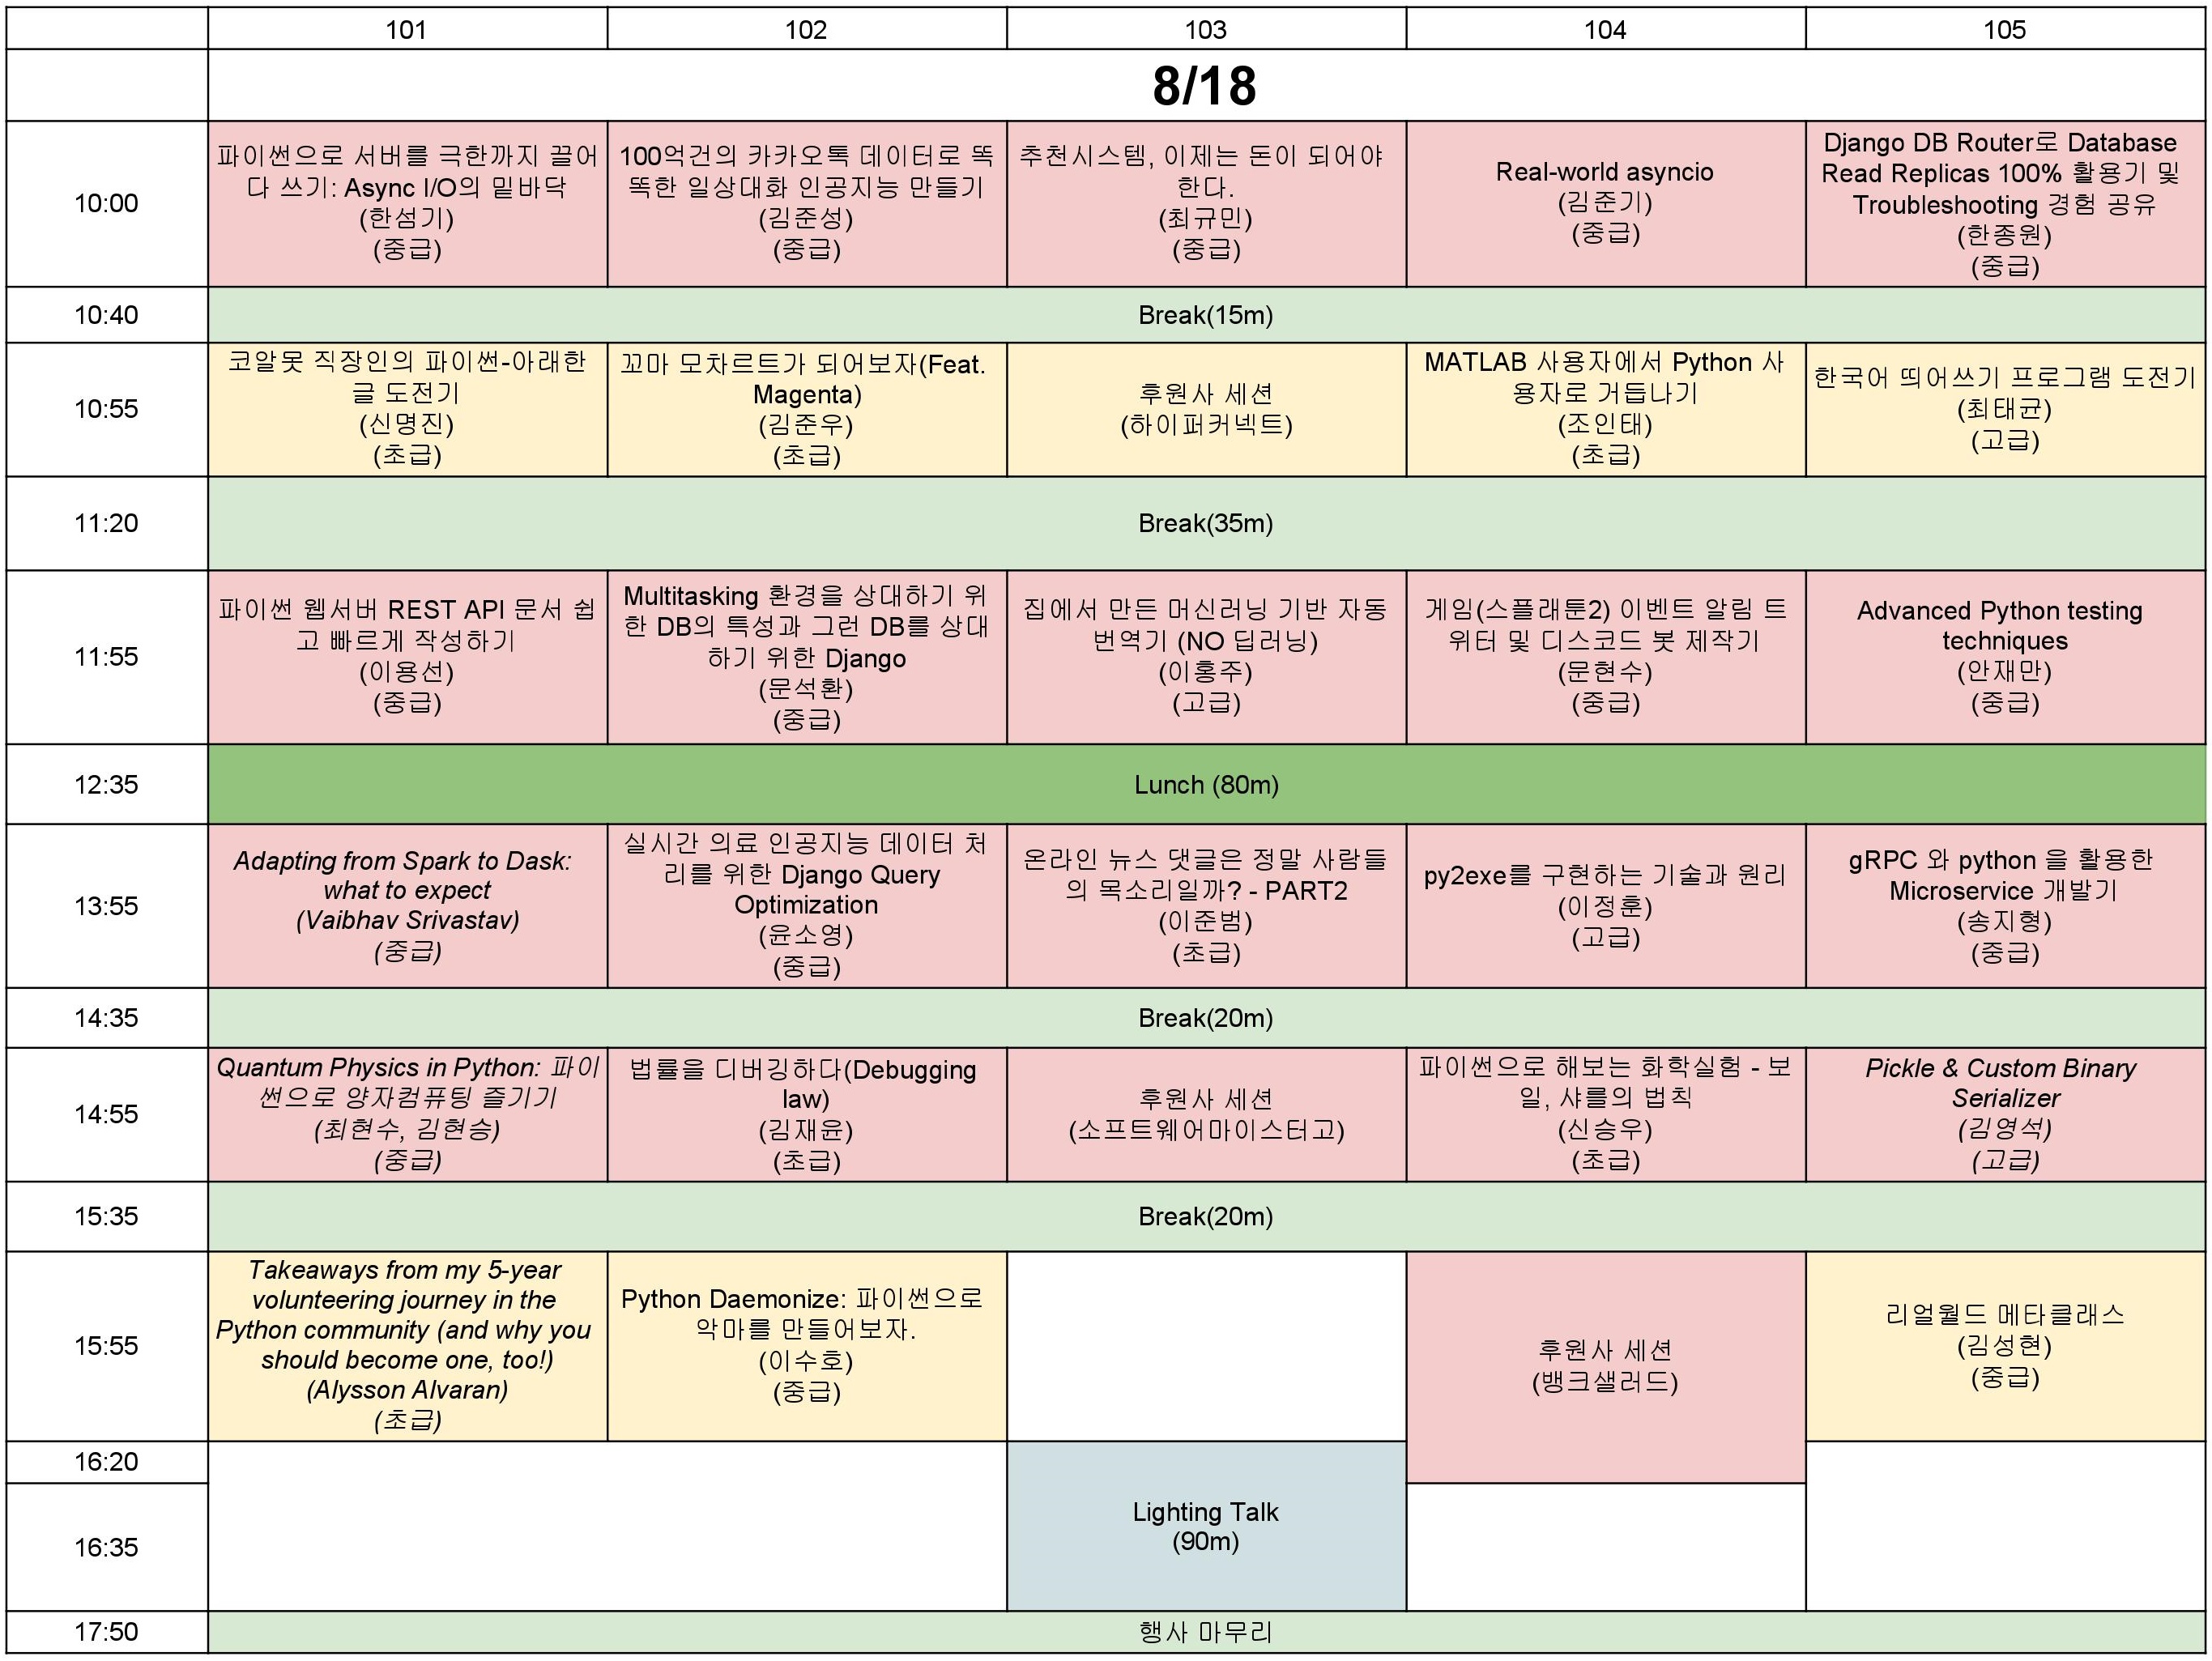 101 102 103 104 105
8/18
10:00
파이썬으로 서버를 극한까지 끌어
다 쓰기: Async I/O의 밑바닥
(한섬기)
(중급)
100억건의 카카오톡 데이터로 똑
똑한 일상대화 인공지능 만들기
(김준성)
(중급)
추천시스템, 이제는 돈이 되어야
한다.
(최규민)
(중급)
Real-world asyncio
(김준기)
(중급)
Django DB Router로 Database
Read Replicas 100% 활용기 및
Troubleshooting 경험 공유
(한종원)
(중급)
10:40
Break(15m)
10:55
코알못 직장인의 파이썬-아래한
글 도전기
(신명진)
(초급)
꼬마 모차르트가 되어보자(Feat.
Magenta)
(김준우)
(초급)
후원사 세션
(하이퍼커넥트)
MATLAB 사용자에서 Python 사
용자로 거듭나기
(조인태)
(초급)
한국어 띄어쓰기 프로그램 도전기
(최태균)
(고급)
11:20
Break(35m)
11:55
파이썬 웹서버 REST API 문서 쉽
고 빠르게 작성하기
(이용선)
(중급)
Multitasking 환경을 상대하기 위
한 DB의 특성과 그런 DB를 상대
하기 위한 Django
(문석환)
(중급)
집에서 만든 머신러닝 기반 자동
번역기 (NO 딥러닝)
(이홍주)
(고급)
게임(스플래툰2) 이벤트 알림 트
위터 및 디스코드 봇 제작기
(문현수)
(중급)
Advanced Python testing
techniques
(안재만)
(중급)
12:35
Lunch (80m)
13:55
Adapting from Spark to Dask:
what to expect
(Vaibhav Srivastav)
(중급)
실시간 의료 인공지능 데이터 처
리를 위한 Django Query
Optimization
(윤소영)
(중급)
온라인 뉴스 댓글은 정말 사람들
의 목소리일까? - PART2
(이준범)
(초급)
py2exe를 구현하는 기술과 원리
(이정훈)
(고급)
gRPC 와 python 을 활용한
Microservice 개발기
(송지형)
(중급)
14:35
Break(20m)
14:55
Quantum Physics in Python: 파이
썬으로 양자컴퓨팅 즐기기
(최현수, 김현승)
(중급)
법률을 디버깅하다(Debugging
law)
(김재윤)
(초급)
후원사 세션
(소프트웨어마이스터고)
파이썬으로 해보는 화학실험 - 보
일, 샤를의 법칙
(신승우)
(초급)
Pickle & Custom Binary
Serializer
(김영석)
(고급)
15:35
Break(20m)
15:55
Takeaways from my 5-year
volunteering journey in the
Python community (and why you
should become one, too!)
(Alysson Alvaran)
(초급)
Python Daemonize: 파이썬으로
악마를 만들어보자.
(이수호)
(중급)
후원사 세션
(뱅크샐러드)
리얼월드 메타클래스
(김성현)
(중급)
16:20
Lighting Talk
(90m)
16:35
17:50
행사 마무리